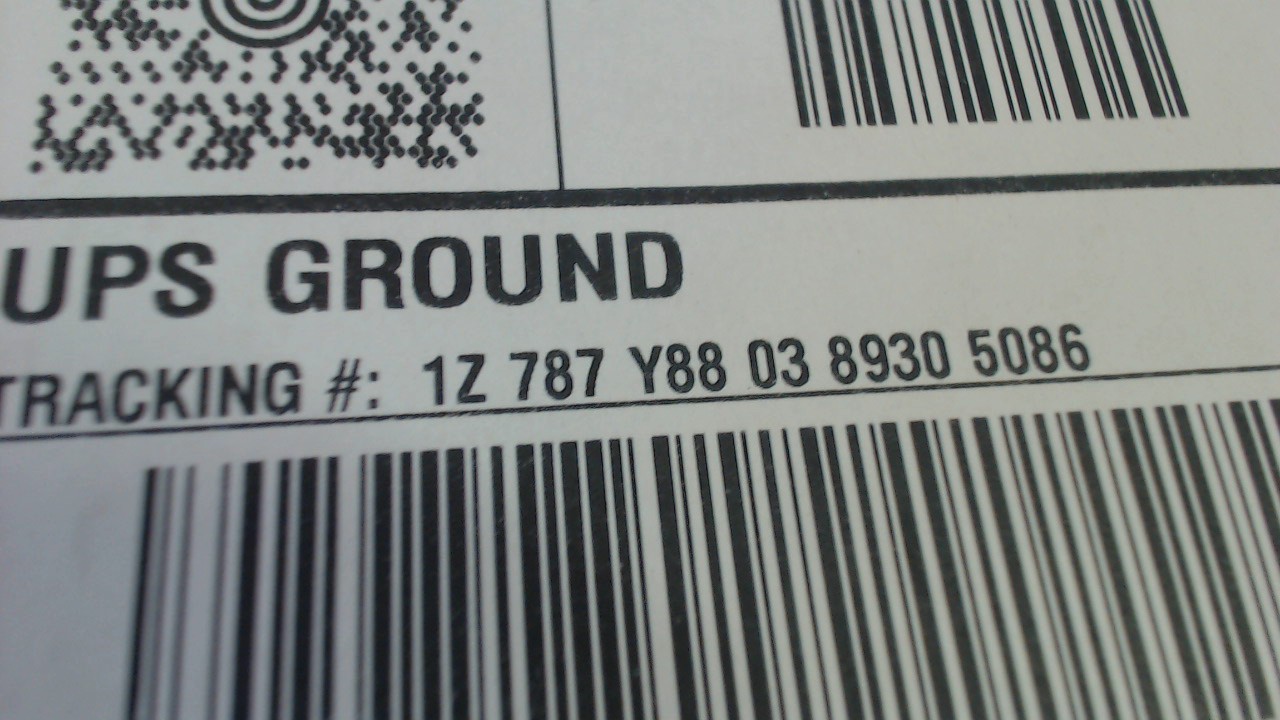 UPS GROUND
TRACKING #: 1Z 787 Y88 03 8930 5086